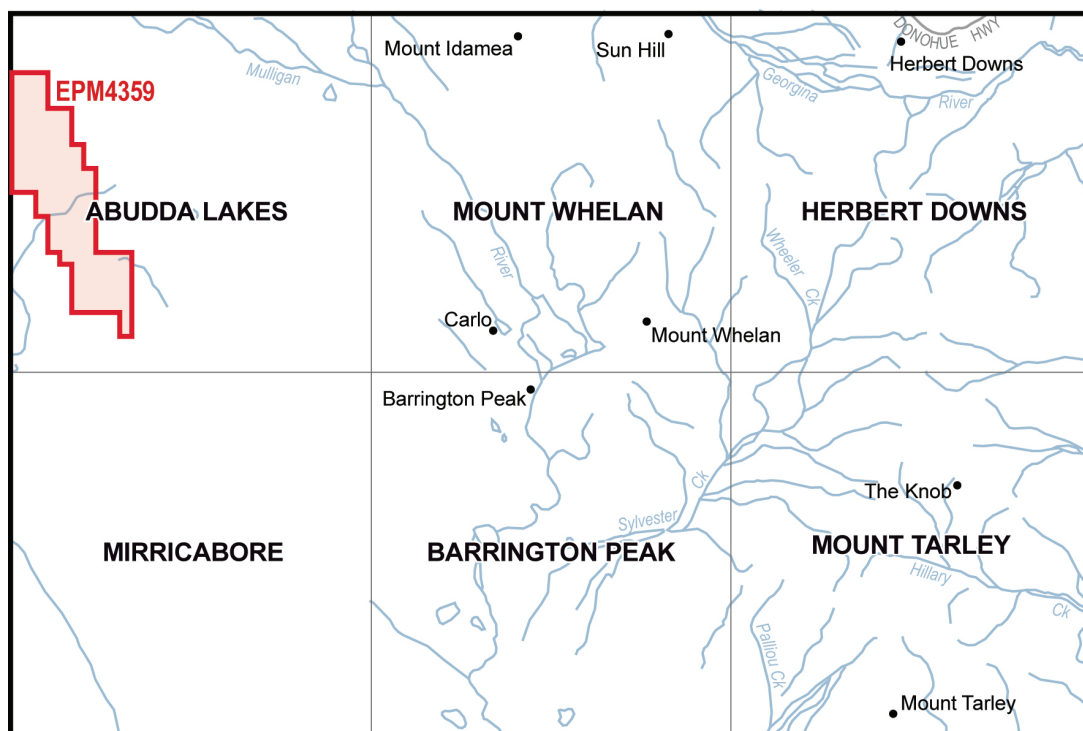 DONOHUE HWY
Mount Idamea
Sun Hill
Herbert Downs
Mulligan
Georgina
River
EPM4359
ABUDDA LAKES
MOUNT WHELAN
HERBERT DOWNS
River
Wheeler
Ck
Carlo
Mount Whelan
Barrington Peak
Ck
The Knob
Sylvester
MIRRICABORE
BARRINGTON PEAK
MOUNT TARLEY
Hillary
Ck
Palliou Ck
Mount Tarley